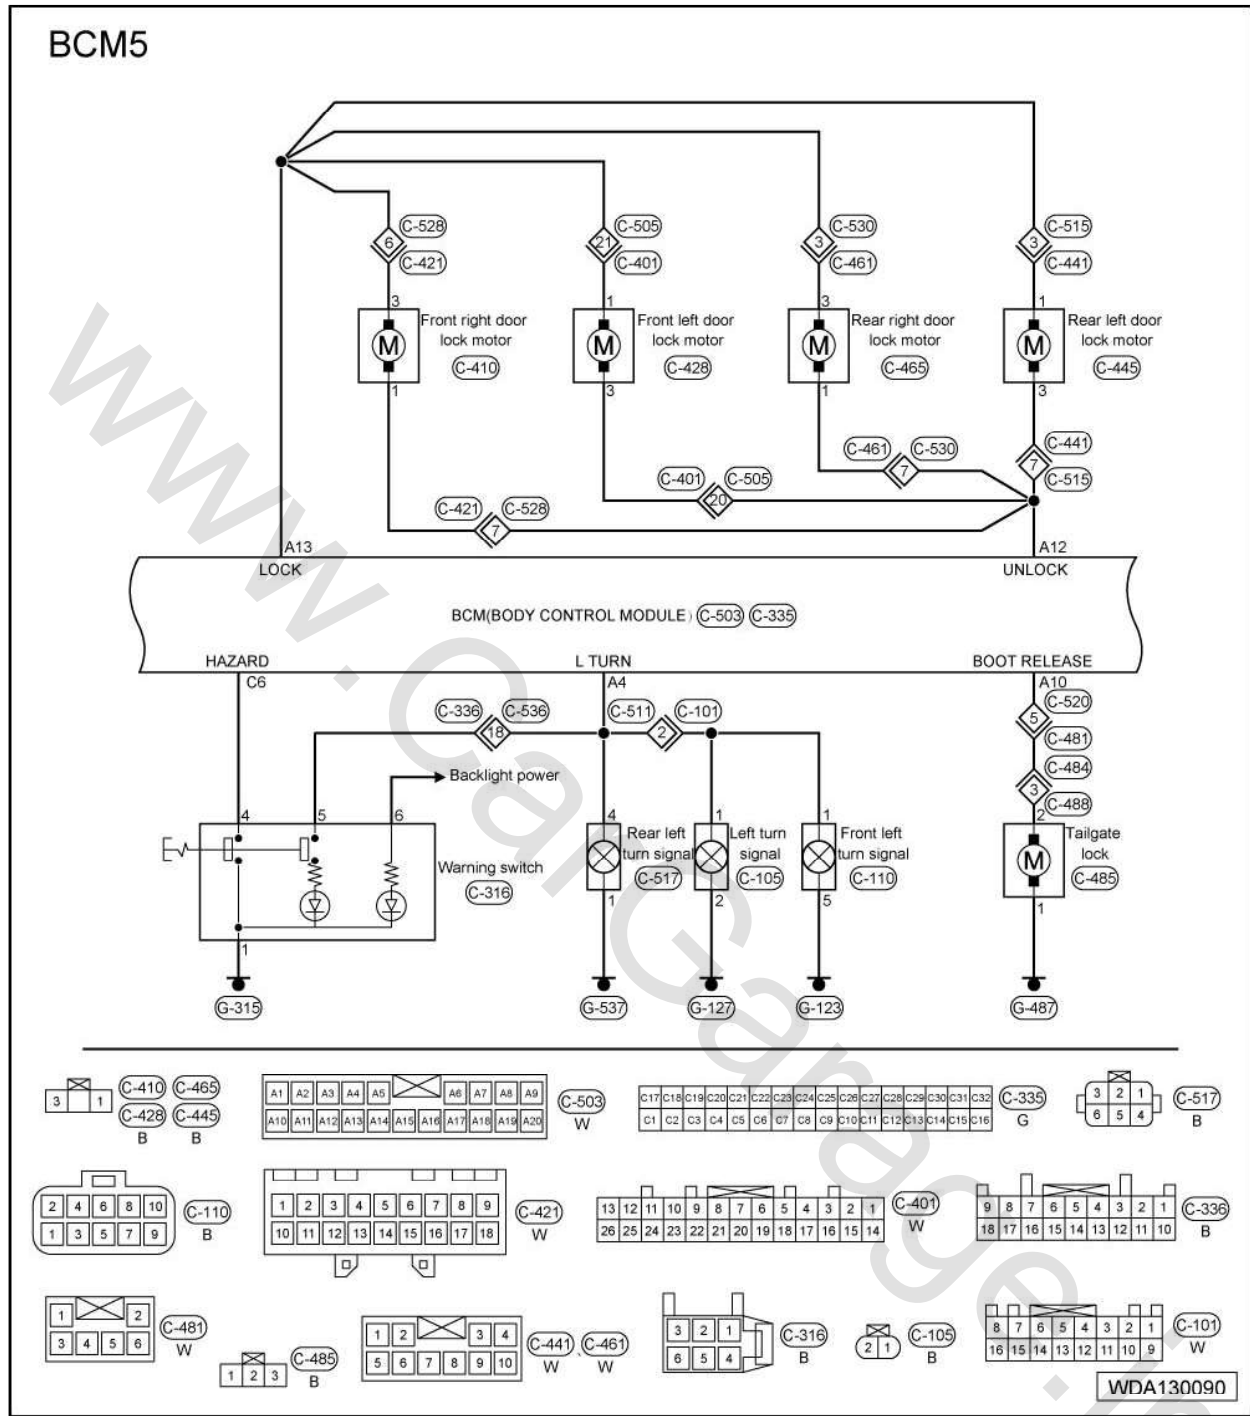 BCM5
C-528
C-505
C-530
C-515
6
21
3
3
C-421
C-401
C-461
C-441
3
1
3
1
Front right door
lock motor
C-410
Front left door
lock motor
C-428
Rear right door
lock motor
C-465
Rear left door
lock motor
C-445
M
M
M
M
1
3
1
3
C-461
C-530
7
C-441
7
C-515
C-401
C-505
20
C-421
C-528
7
A13
A12
LOCK
UNLOCK
BCM(BODY CONTROL MODULE) C-503 C-335
HAZARD
L TURN
BOOT RELEASE
C6
A4
A10
C-336
C-536
18
C-511
C-101
2
C-520
5
C-481
C-484
3
C-488
Backlight power
4
5
6
4
1
1
2
Warning switch
C-316
Rear left
turn signal
C-517
Left turn
signal
C-105
Front left
turn signal
C-110
M
Tailgate
lock
C-485
1
1
2
5
1
G-315
G-537
G-127
G-123
G-487
3 1
C-410 C-465
C-428 C-445
B B
A1 A2 A3 A4 A5 A6 A7 A8 A9
A10 A11 A12 A13 A14 A15 A16 A17 A18 A19 A20
C-503
W
C17 C18 C19 C20 C21 C22 C23 C24 C25 C26 C27 C28 C29 C30 C31 C32
C1 C2 C3 C4 C5 C6 C7 C8 C9 C10 C11 C12 C13 C14 C15 C16
C-335
G
3 2 1
6 5 4
C-517
B
2 4 6 8 10
1 3 5 7 9
C-110
B
1 2 3 4 5 6 7 8 9
10 11 12 13 14 15 16 17 18
C-421
W
13 12 11 10 9 8 7 6 5 4 3 2 1
26 25 24 23 22 21 20 19 18 17 16 15 14
C-401
W
9 8 7 6 5 4 3 2 1
18 17 16 15 14 13 12 11 10
C-336
B
1 2
3 4 5 6
C-481
W
1 2 3
C-485
B
1 2 3 4
5 6 7 8 9 10
C-441 、 C-461
W W
3 2 1
6 5 4
C-316
B
2 1
C-105
B
8 7 6 5 4 3 2 1
16 15 14 13 12 11 10 9
C-101
W
WDA130090
www.CarGarage.in